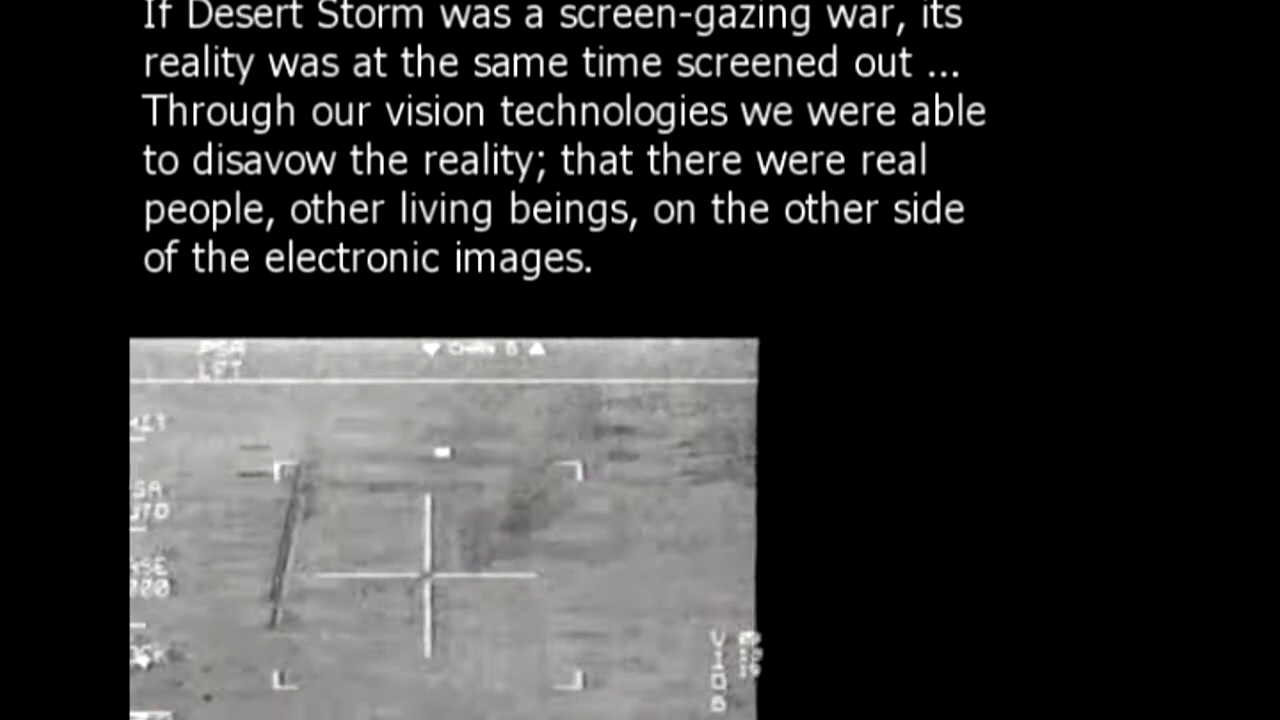 If Desert Storm was a screen-gazing war, its
reality was at the same time screened out ...
Through our vision technologies we were able
to disavow the reality; that there were real
people, other living beings, on the other side
of the electronic images.
LFT